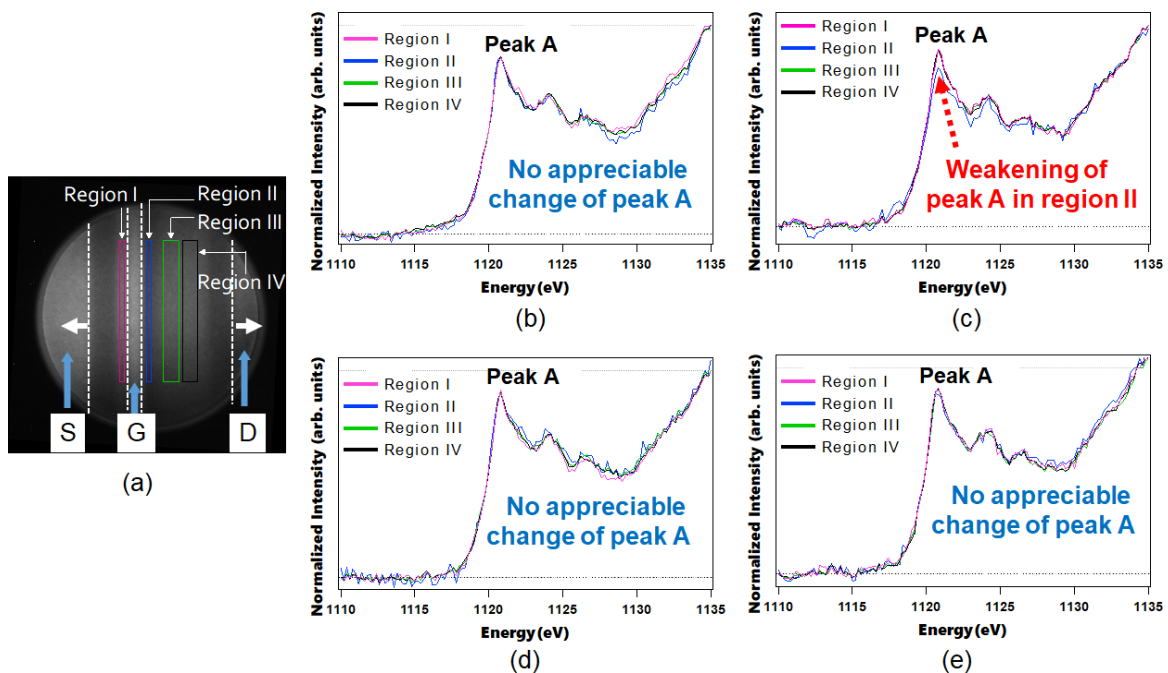 Region I
Region II
Region III
Region IV
S
G
D
(a)
Normalized Intensity (arb. units)
Region I
Region II
Region III
Region IV
Peak A
No appreciable
change of peak A
1110
1115
1120
1125
1130
1135
Energy (eV)
(b)
Normalized Intensity (arb. units)
Region I
Region II
Region III
Region IV
Peak A
Weakening of
peak A in region II
1110
1115
1120
1125
1130
1135
Energy (eV)
(c)
Normalized Intensity (arb. units)
Region I
Region II
Region III
Region IV
Peak A
No appreciable
change of peak A
1110
1115
1120
1125
1130
1135
Energy (eV)
(d)
Normalized Intensity (arb. units)
Region I
Region II
Region III
Region IV
Peak A
No appreciable
change of peak A
1110
1115
1120
1125
1130
1135
Energy (eV)
(e)